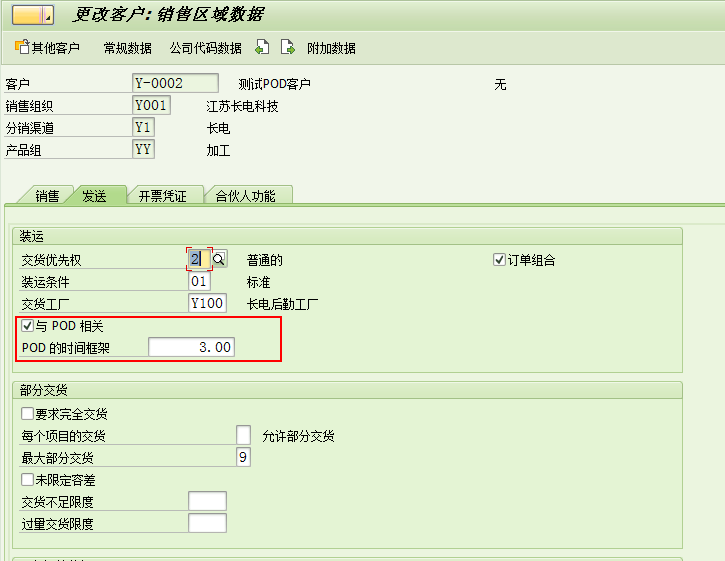 更改客户: 销售区域数据
其他客户 常规数据 公司代码数据 附加数据
客户 Y-0002 测试POD客户 无
销售组织 Y001 江苏长电科技
分销渠道 Y1 长电
产品组 YY 加工
销售 发送 开票凭证 合伙人功能
装运
交货优先权 2 普通的 订单组合
装运条件 01 标准
交货工厂 Y100 长电后勤工厂
与 POD 相关
POD 的时间框架 3.00
部分交货
要求完全交货
每个项目的交货 允许部分交货
最大部分交货 9
未限定容差
交货不足限度
过量交货限度